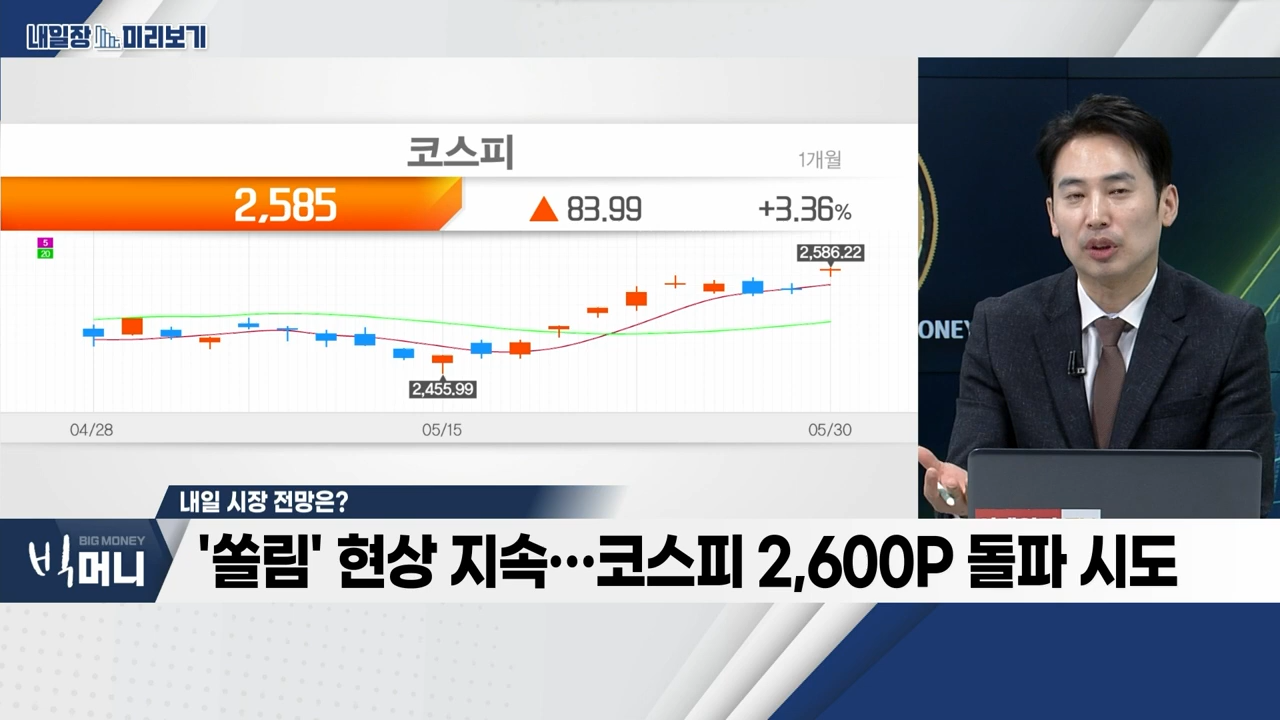 내일장 미리보기
코스피
1개월
2,585
▲ 83.99
+3.36%
5
20
2,586.22
2,455.99
04/28
05/15
05/30
ONEY
내일 시장 전망은?
BIG MONEY
빅머니
'쏠림' 현상 지속…코스피 2,600P 돌파 시도